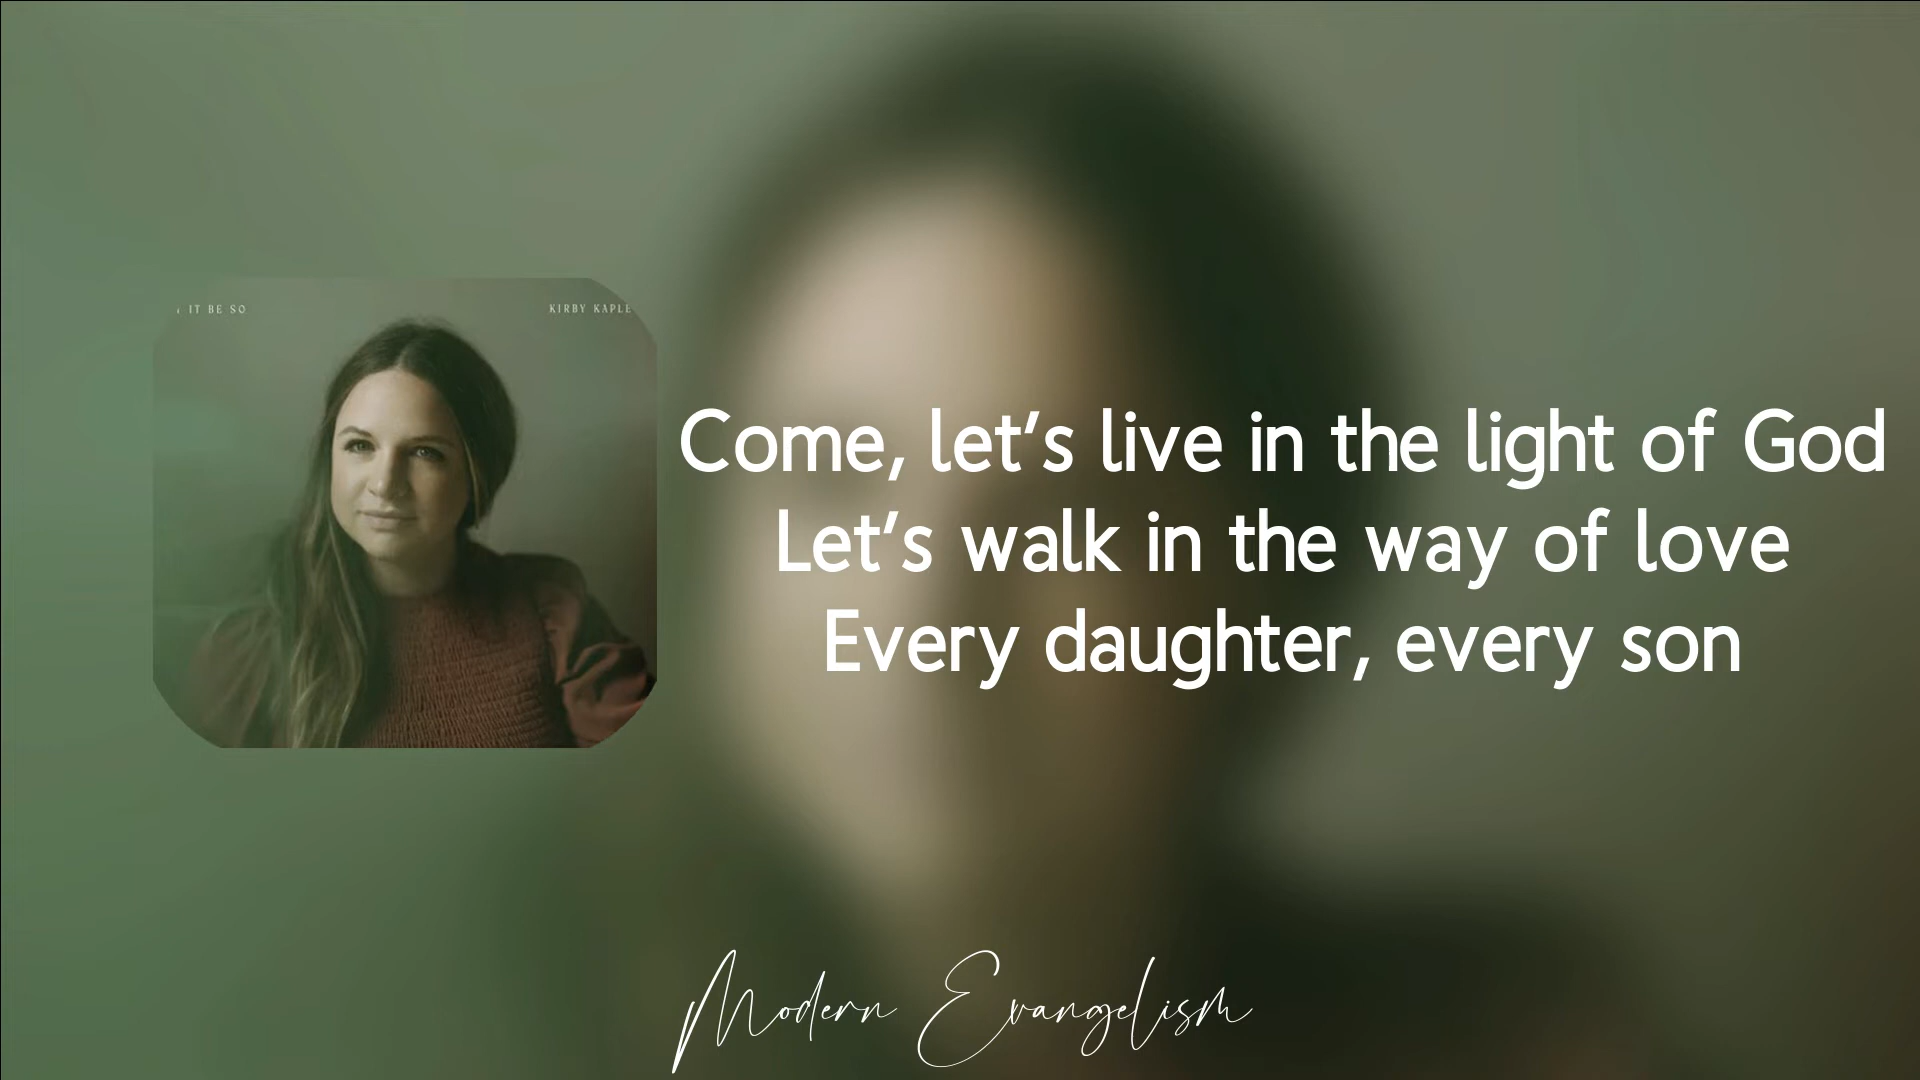 IT BE SO
KIRBY KAPLE
Come, let's live in the light of God
Let's walk in the way of love
Every daughter, every son
Modern Evangelism